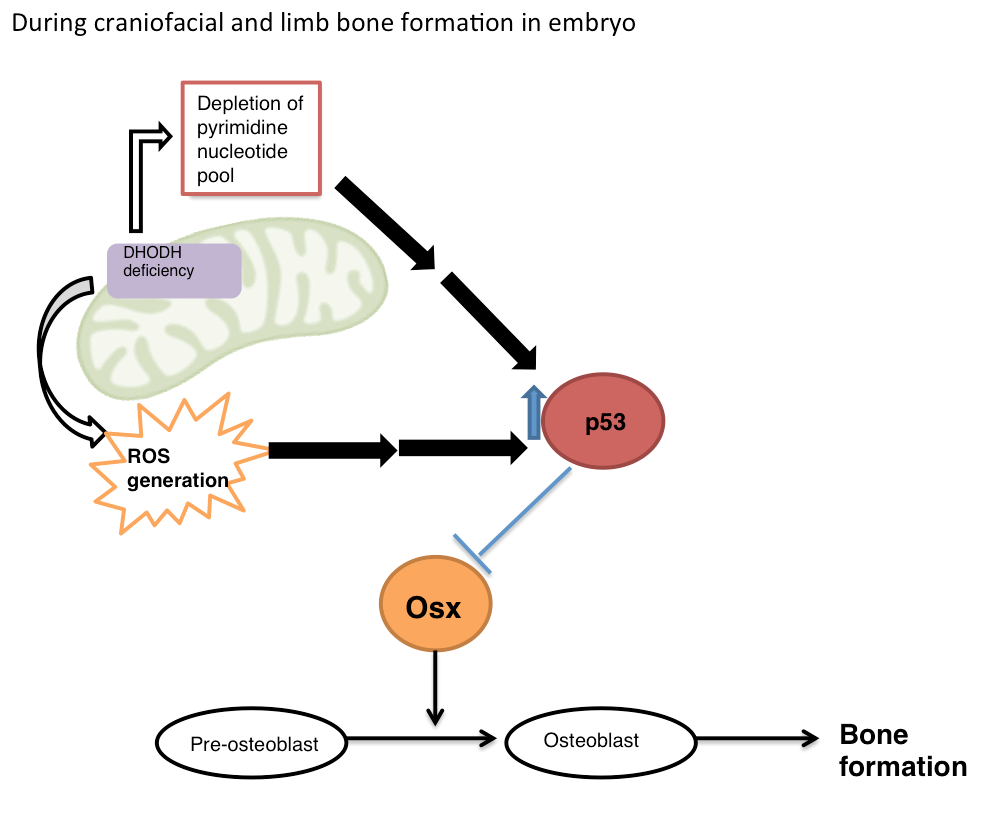 During craniofacial and limb bone formation in embryo
Depletion of
pyrimidine
nucleotide
pool
DHODH
deficiency
ROS
generation
p53
Osx
Pre-osteoblast
Osteoblast
Bone
formation